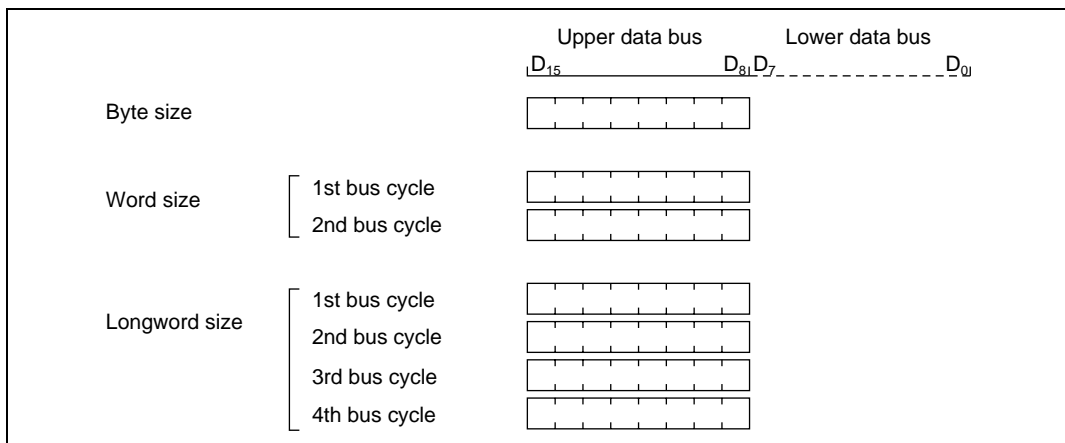 Upper data bus Lower data bus
D15 D8 D7 D0
Byte size
Word size
1st bus cycle
2nd bus cycle
Longword size
1st bus cycle
2nd bus cycle
3rd bus cycle
4th bus cycle